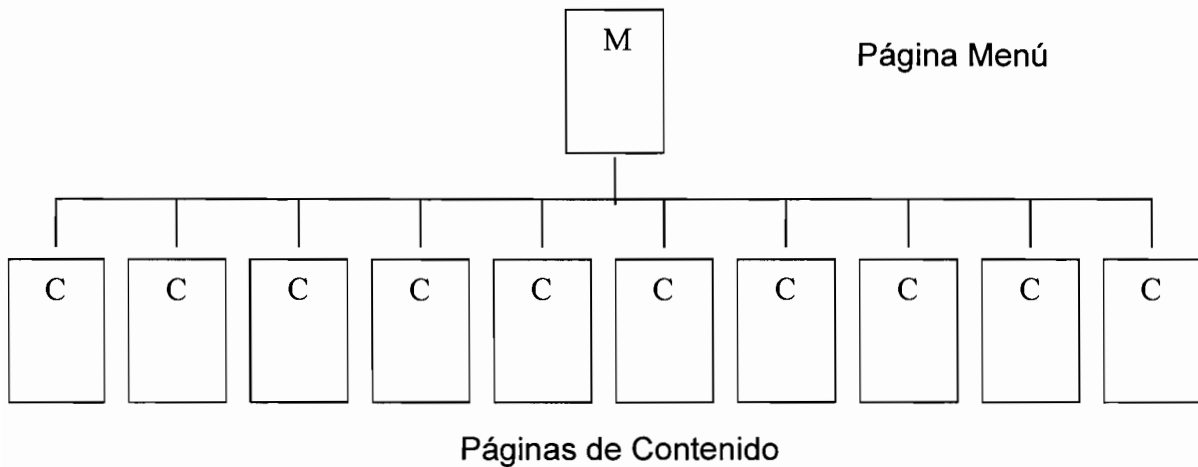 M
Página Menú
C C C C C C C C C C
Páginas de Contenido